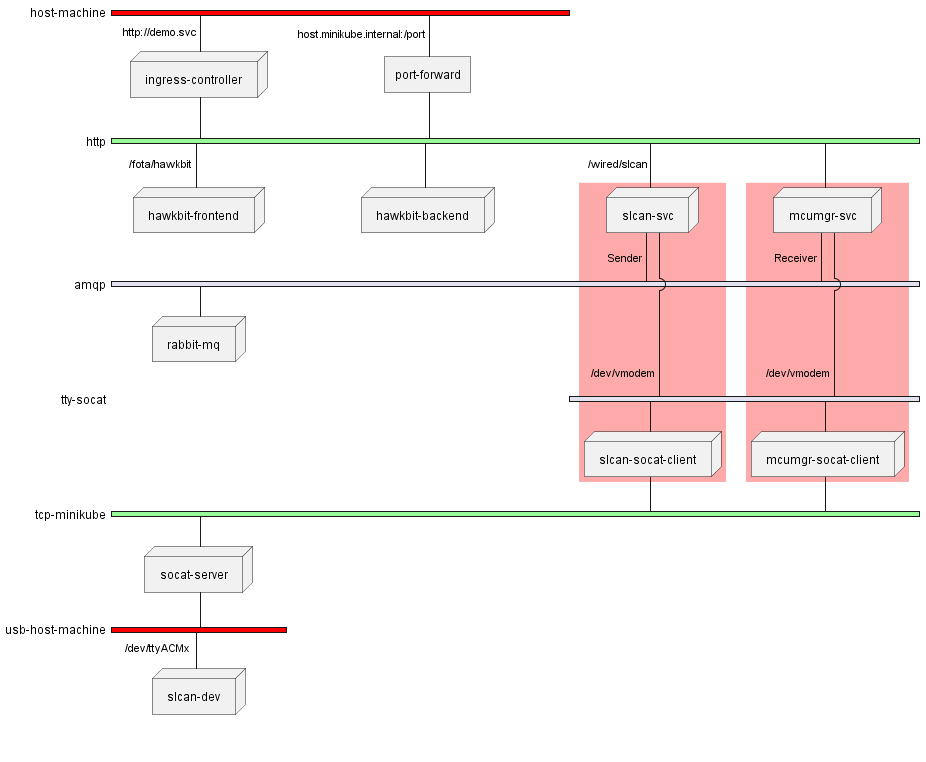 host-machine
http://demo.svc
host.minikube.internal:/port
ingress-controller
port-forward
http
/fota/hawkbit
/wired/slcan
hawkbit-frontend
hawkbit-backend
slcan-svc
mcumgr-svc
Sender
Receiver
amqp
rabbit-mq
/dev/vmodem
/dev/vmodem
tty-socat
slcan-socat-client
mcumgr-socat-client
tcp-minikube
socat-server
usb-host-machine
/dev/ttyACMx
slcan-dev